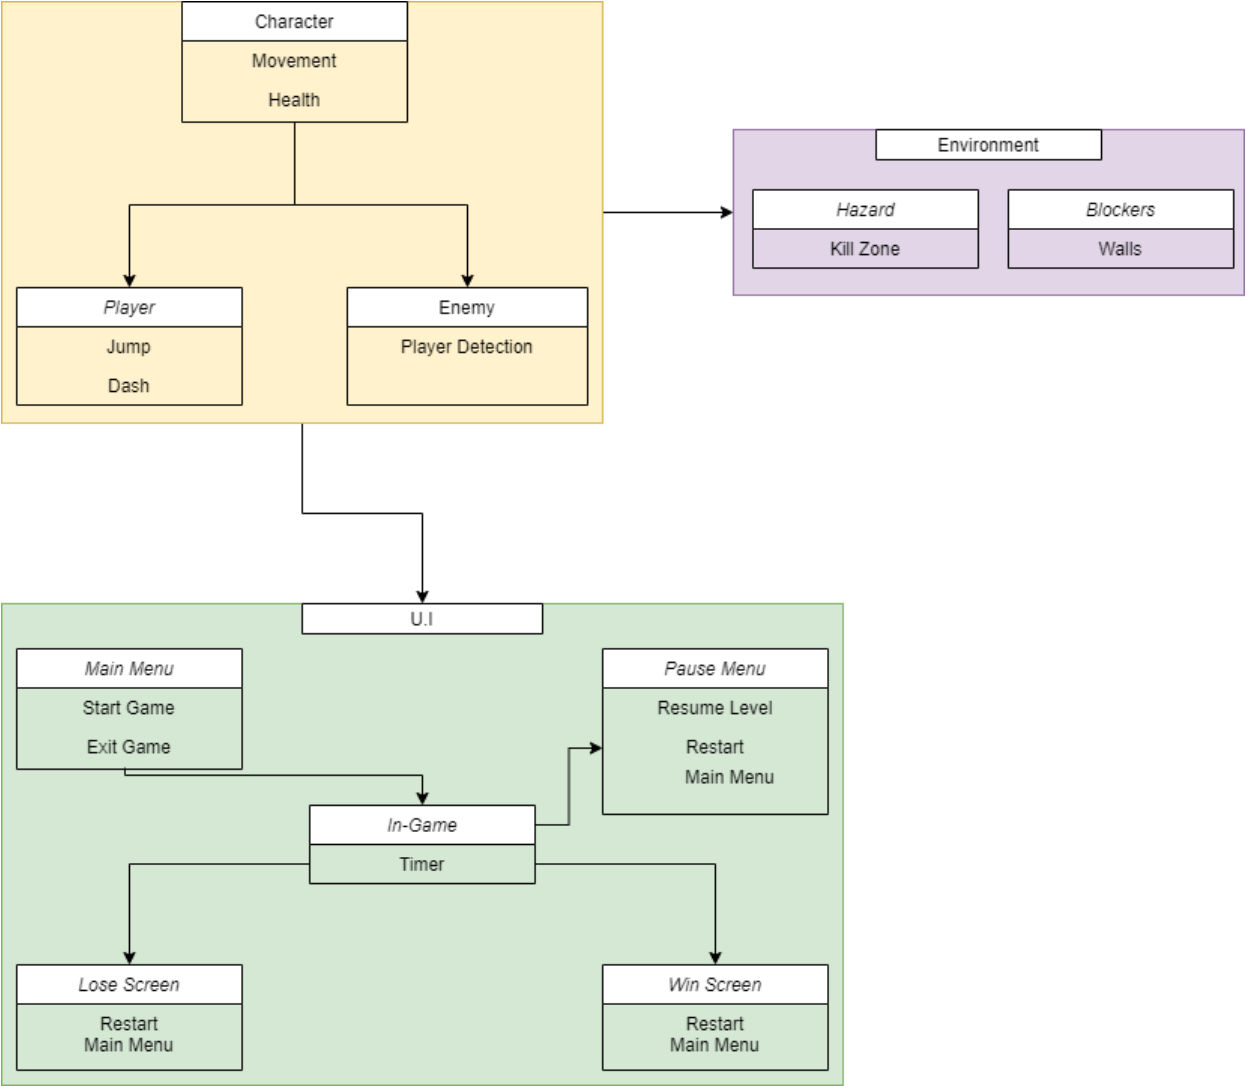 Character
Movement
Health
Environment
Hazard
Kill Zone
Blockers
Walls
Player
Jump
Dash
Enemy
Player Detection
U.I
Main Menu
Start Game
Exit Game
Pause Menu
Resume Level
Restart
Main Menu
In-Game
Timer
Lose Screen
Restart
Main Menu
Win Screen
Restart
Main Menu